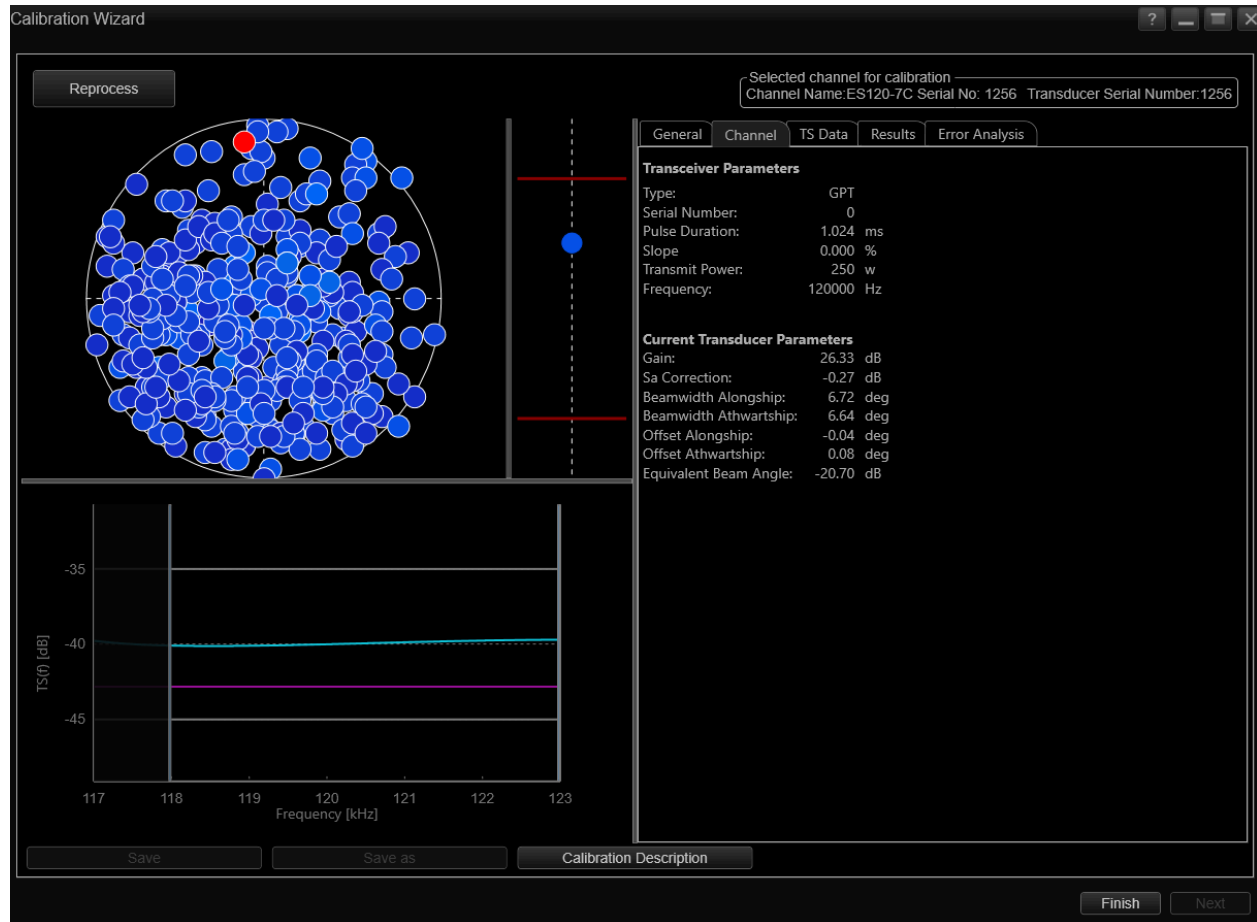 Calibration Wizard
?
Reprocess
Selected channel for calibration
Channel Name:ES120-7C Serial No: 1256 Transducer Serial Number:1256
General Channel TS Data Results Error Analysis
Transceiver Parameters
Type: GPT
Serial Number: 0
Pulse Duration: 1.024 ms
Slope 0.000 %
Transmit Power: 250 w
Frequency: 120000 Hz
Current Transducer Parameters
Gain: 26.33 dB
Sa Correction: -0.27 dB
Beamwidth Alongship: 6.72 deg
Beamwidth Athwartship: 6.64 deg
Offset Alongship: -0.04 deg
Offset Athwartship: 0.08 deg
Equivalent Beam Angle: -20.70 dB
TS(f) [dB]
-35
-40
-45
117 118 119 120 121 122 123
Frequency [kHz]
Save Save as Calibration Description
Finish Next